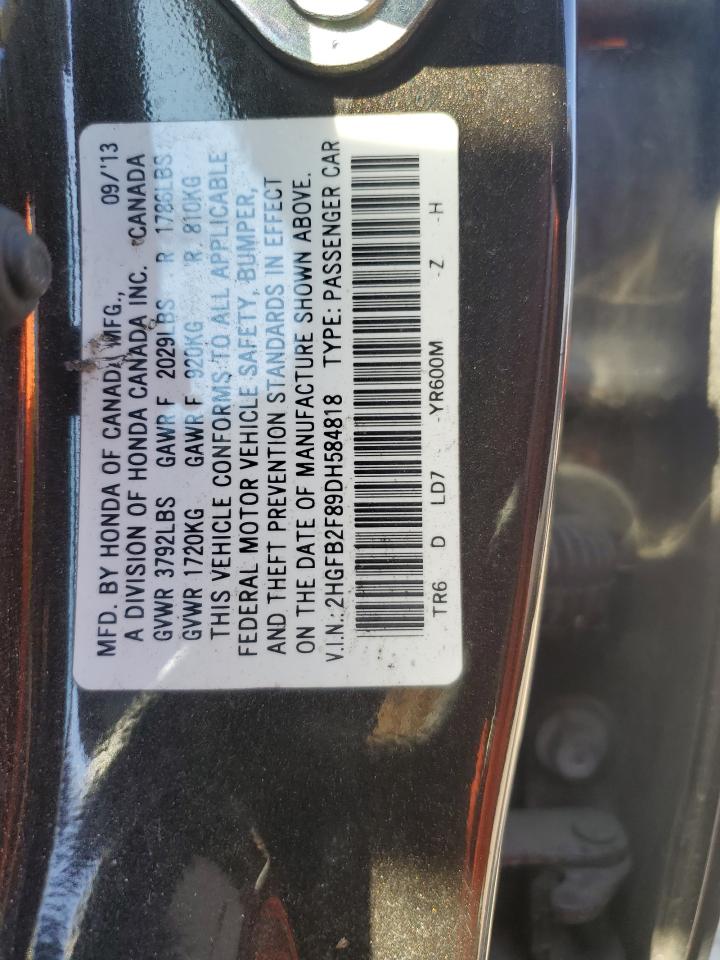 MFD. BY HONDA OF CANADA MFG., 09/'13
A DIVISION OF HONDA CANADA INC. CANADA
GVWR 3792LBS GAWR F 2029LBS R 1786LBS
GVWR 1720KG GAWR F 920KG R 810KG
THIS VEHICLE CONFORMS TO ALL APPLICABLE
FEDERAL MOTOR VEHICLE SAFETY, BUMPER,
AND THEFT PREVENTION STANDARDS IN EFFECT
ON THE DATE OF MANUFACTURE SHOWN ABOVE.
V.I.N.: 2HGFB2F89DH584818 TYPE: PASSENGER CAR
TR6 D LD7 -YR600M -Z -H